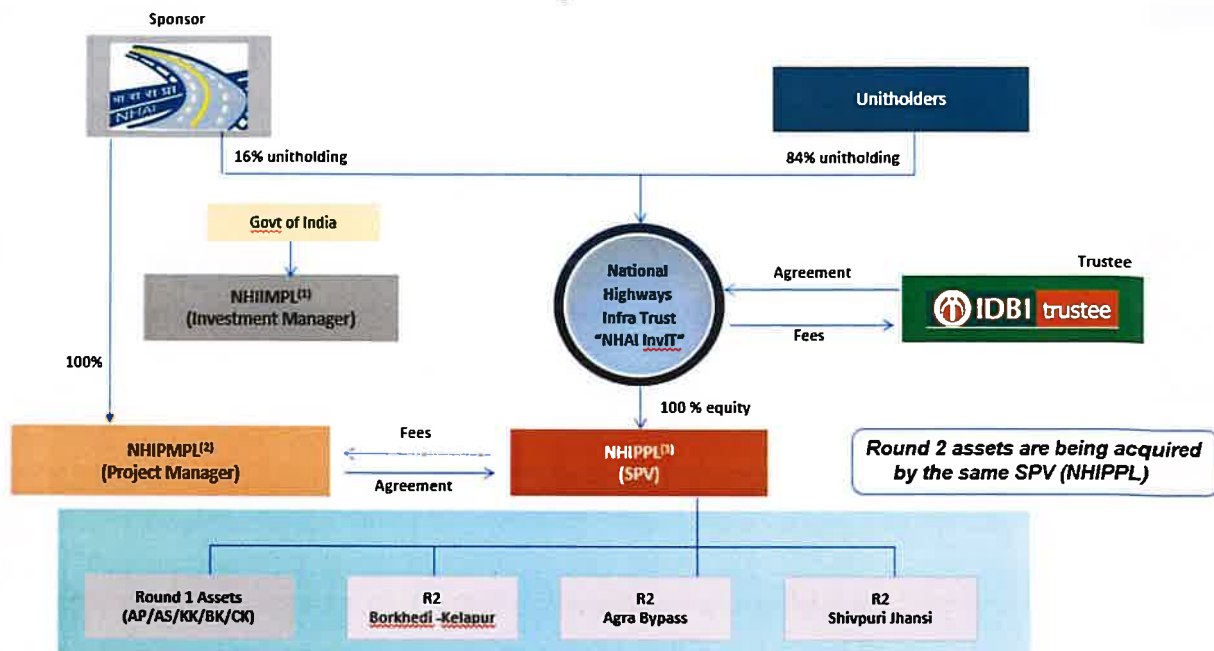 Sponsor
भा रा रा प्रा
NHAI
Unitholders
16% unitholding
84% unitholding
Govt of India
NHIIMPL(1)
(Investment Manager)
National
Highways
Infra Trust
"NHAI InvIT"
Agreement
Fees
Trustee
IDBI trustee
100%
100 % equity
NHIPMPL(2)
(Project Manager)
Fees
Agreement
NHIPPL(3)
(SPV)
Round 2 assets are being acquired
by the same SPV (NHIPPL)
Round 1 Assets
(AP/AS/KK/BK/CK)
R2
Borkhedi -Kelapur
R2
Agra Bypass
R2
Shivpuri Jhansi